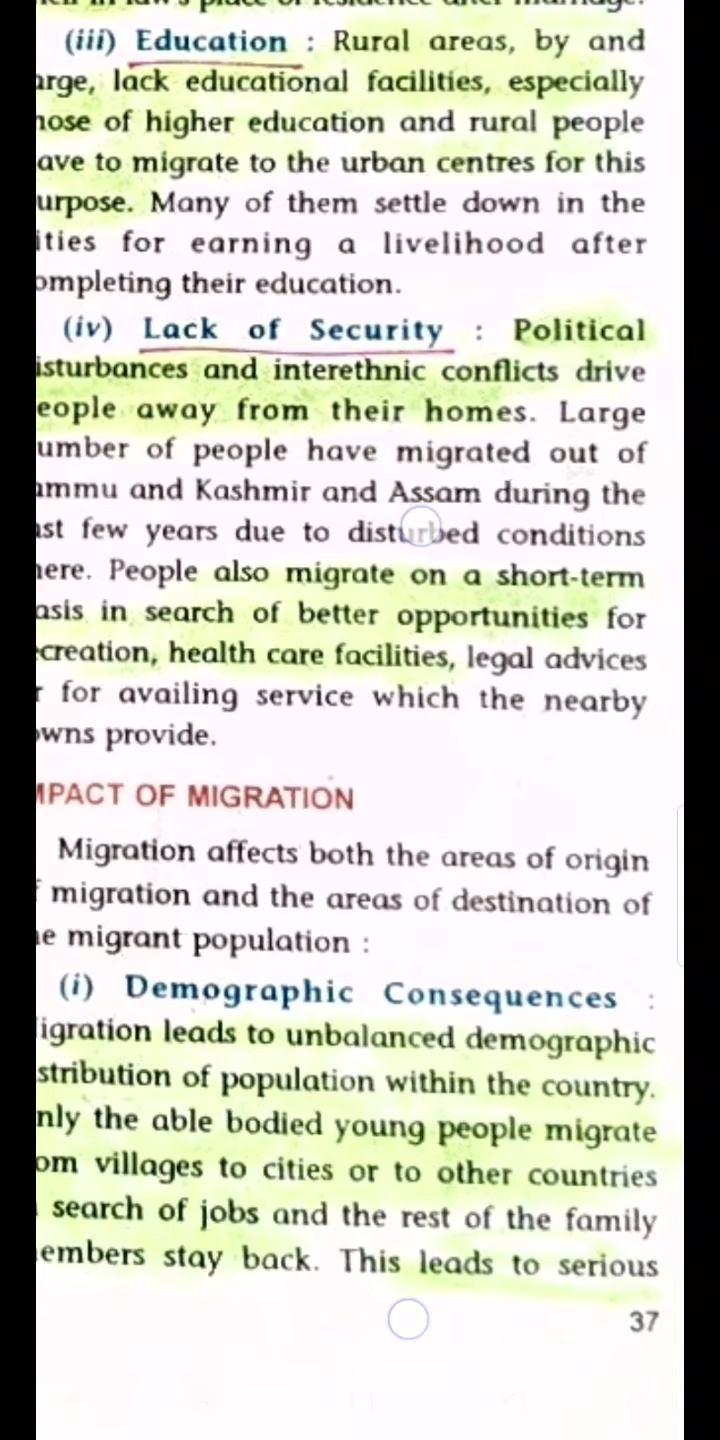 (iii) Education : Rural areas, by and
arge, lack educational facilities, especially
hose of higher education and rural people
ave to migrate to the urban centres for this
urpose. Many of them settle down in the
ities for earning a livelihood after
ompleting their education.
(iv) Lack of Security : Political
isturbances and interethnic conflicts drive
eople away from their homes. Large
umber of people have migrated out of
ammu and Kashmir and Assam during the
ast few years due to disturbed conditions
here. People also migrate on a short-term
asis in search of better opportunities for
ecreation, health care facilities, legal advices
r for availing service which the nearby
owns provide.
MPACT OF MIGRATION
Migration affects both the areas of origin
f migration and the areas of destination of
he migrant population :
(i) Demographic Consequences :
igration leads to unbalanced demographic
stribution of population within the country.
nly the able bodied young people migrate
om villages to cities or to other countries
search of jobs and the rest of the family
embers stay back. This leads to serious
37